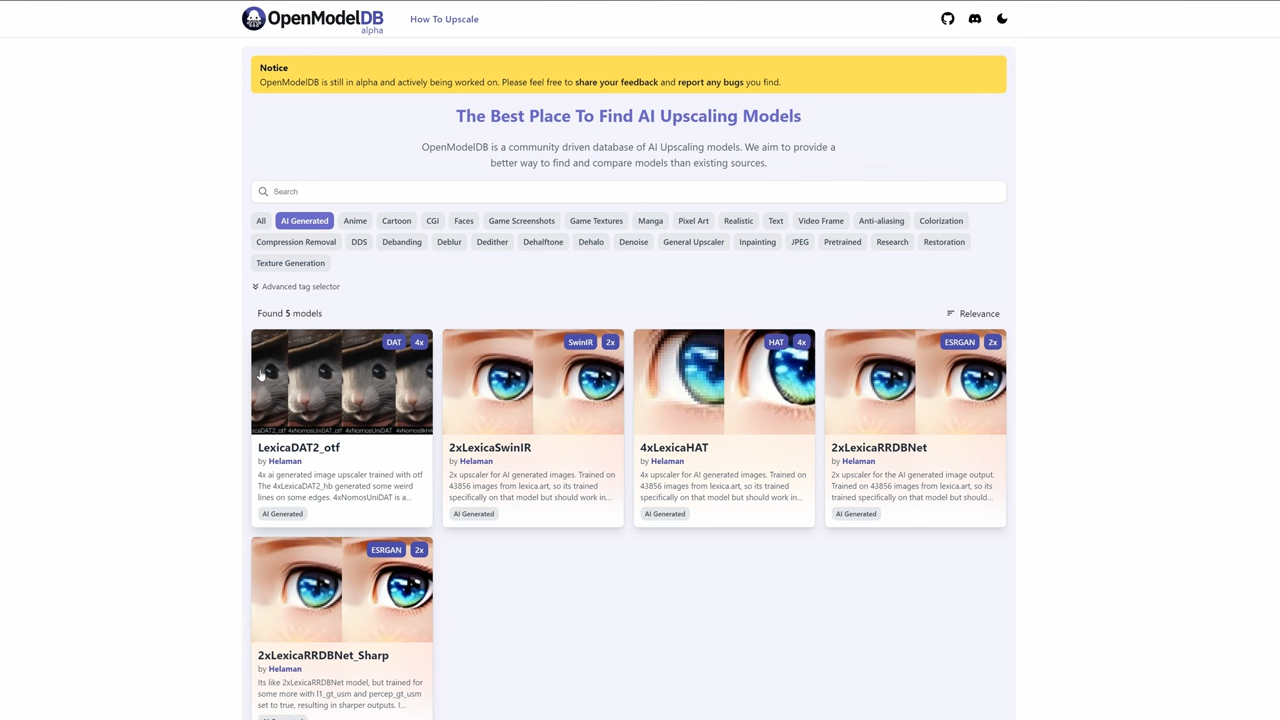 OpenModelDB
alpha
How To Upscale
Notice
OpenModelDB is still in alpha and actively being worked on. Please feel free to share your feedback and report any bugs you find.
The Best Place To Find AI Upscaling Models
OpenModelDB is a community driven database of AI Upscaling models. We aim to provide a
better way to find and compare models than existing sources.
Search
All AI Generated Anime Cartoon CGI Faces Game Screenshots Game Textures Manga Pixel Art Realistic Text Video Frame Anti-aliasing Colorization
Compression Removal DDS Debanding Deblur Dedither Dehalftone Dehalo Denoise General Upscaler Inpainting JPEG Pretrained Research Restoration
Texture Generation
Advanced tag selector
Found 5 models
Relevance
DAT 4x
4xNomosUniDAT_otf 4xNomosUniDAT
LexicaDAT2_otf
by Helaman
4x ai generated image upscaler trained with otf
The 4xLexicaDAT2_hb generated some weird
lines on some edges. 4xNomosUniDAT is a...
AI Generated
SwinIR 2x
2xLexicaSwinIR
by Helaman
2x upscaler for AI generated images. Trained on
43856 images from lexica.art, so its trained
specifically on that model but should work in...
AI Generated
HAT 4x
4xLexicaHAT
by Helaman
4x upscaler for AI generated images. Trained on
43856 images from lexica.art, so its trained
specifically on that model but should work in...
AI Generated
ESRGAN 2x
2xLexicaRRDBNet
by Helaman
2x upscaler for the AI generated image output.
Trained on 43856 images from lexica.art, so its
trained specifically on that model but should...
AI Generated
ESRGAN 2x
2xLexicaRRDBNet_Sharp
by Helaman
Its like 2xLexicaRRDBNet model, but trained for
some more with l1_gt_usm and percep_gt_usm
set to true, resulting in sharper outputs. I...